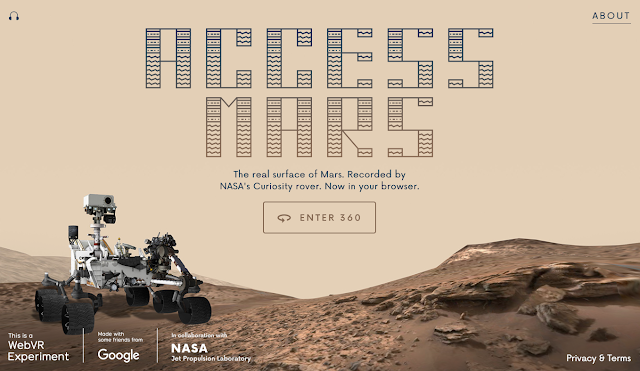 ABOUT
ACCESS
MARS
The real surface of Mars. Recorded by
NASA's Curiosity rover. Now in your browser.
ENTER 360
This is a
WebVR
Experiment
Made with
some friends from
Google
In collaboration with
NASA
Jet Propulsion Laboratory
Privacy & Terms